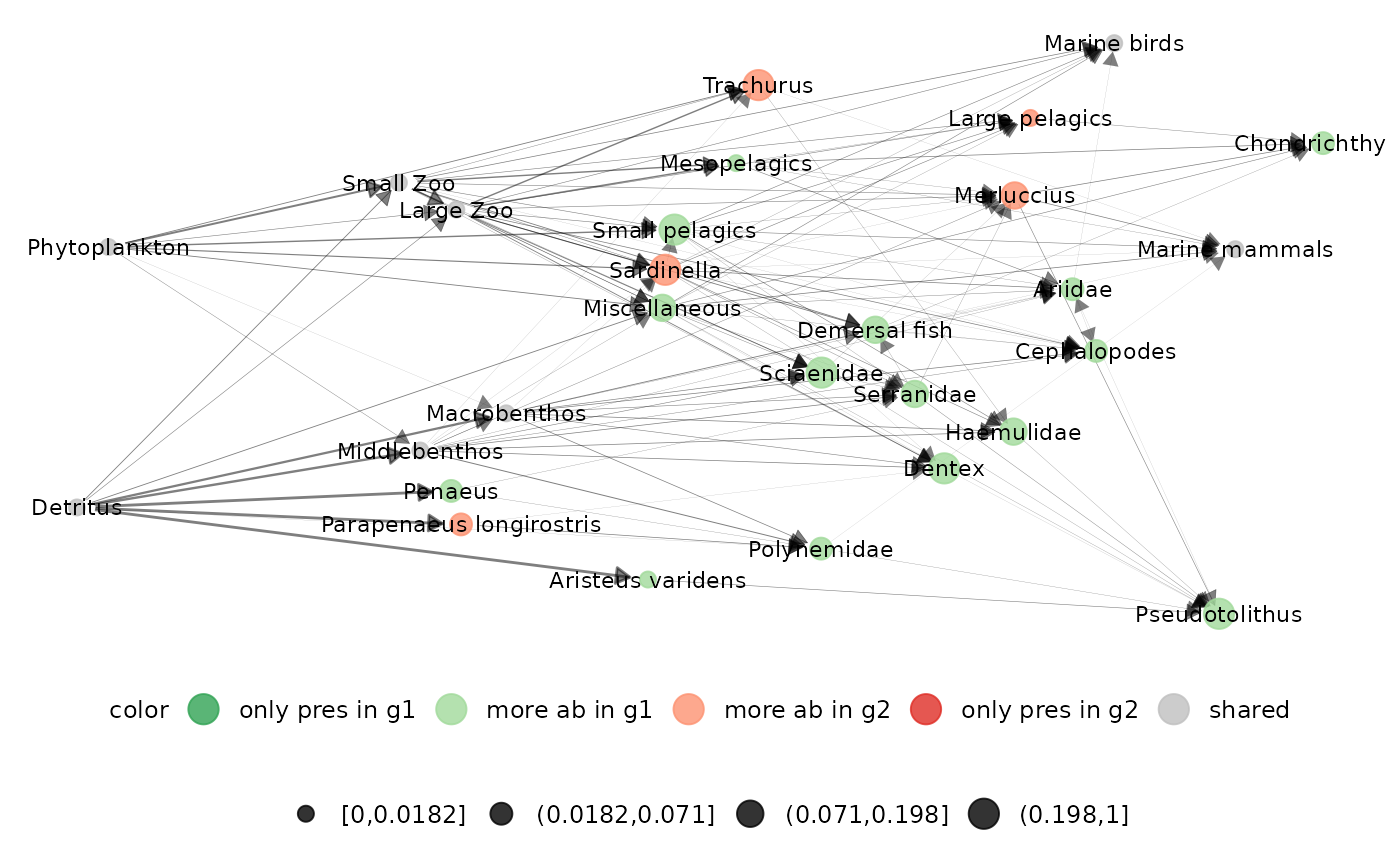 Marine birds
Trachurus
Large pelagics
Chondrichthy
Mesopelagics
Small Zoo
Merluccius
Large Zoo
Small pelagics
Phytoplankton
Marine mammals
Sardinella
Ariidae
Miscellaneous
Demersal fish
Cephalopodes
Sciaenidae
Serranidae
Macrobenthos
Haemulidae
Middlebenthos
Dentex
Penaeus
Detritus
Parapenaeus longirostris
Polynemidae
Aristeus varidens
Pseudotolithus
color only pres in g1 more ab in g1 more ab in g2 only pres in g2 shared
[0,0.0182] (0.0182,0.071] (0.071,0.198] (0.198,1]